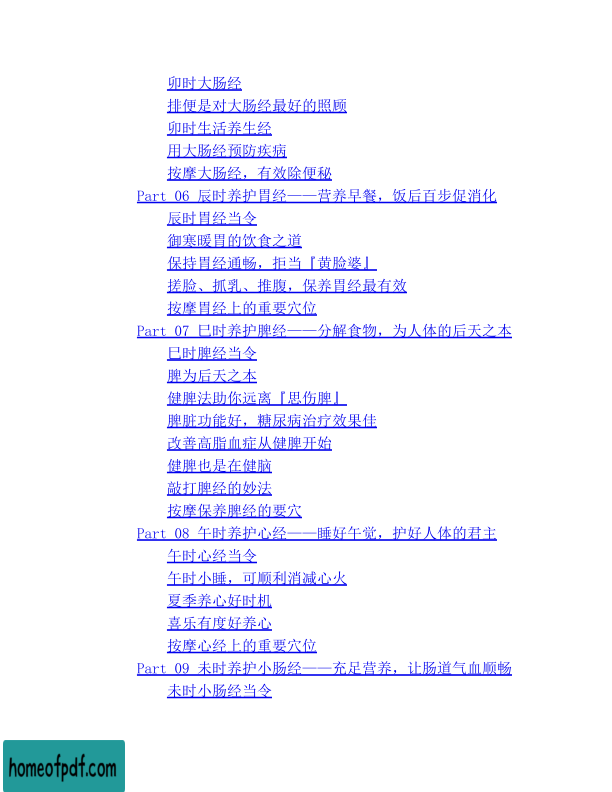 卯时大肠经
排便是对大肠经最好的照顾
卯时生活养生经
用大肠经预防疾病
按摩大肠经，有效除便秘
Part 06 辰时养护胃经——营养早餐，饭后百步促消化
辰时胃经当令
御寒暖胃的饮食之道
保持胃经通畅，拒当『黄脸婆』
搓脸、抓乳、推腹，保养胃经最有效
按摩胃经上的重要穴位
Part 07 巳时养护脾经——分解食物，为人体的后天之本
巳时脾经当令
脾为后天之本
健脾法助你远离『思伤脾』
脾脏功能好，糖尿病治疗效果佳
改善高脂血症从健脾开始
健脾也是在健脑
敲打脾经的妙法
按摩保养脾经的要穴
Part 08 午时养护心经——睡好午觉，护好人体的君主
午时心经当令
午时小睡，可顺利消减心火
夏季养心好时机
喜乐有度好养心
按摩心经上的重要穴位
Part 09 未时养护小肠经——充足营养，让肠道气血顺畅
未时小肠经当令
homeofpdf.com